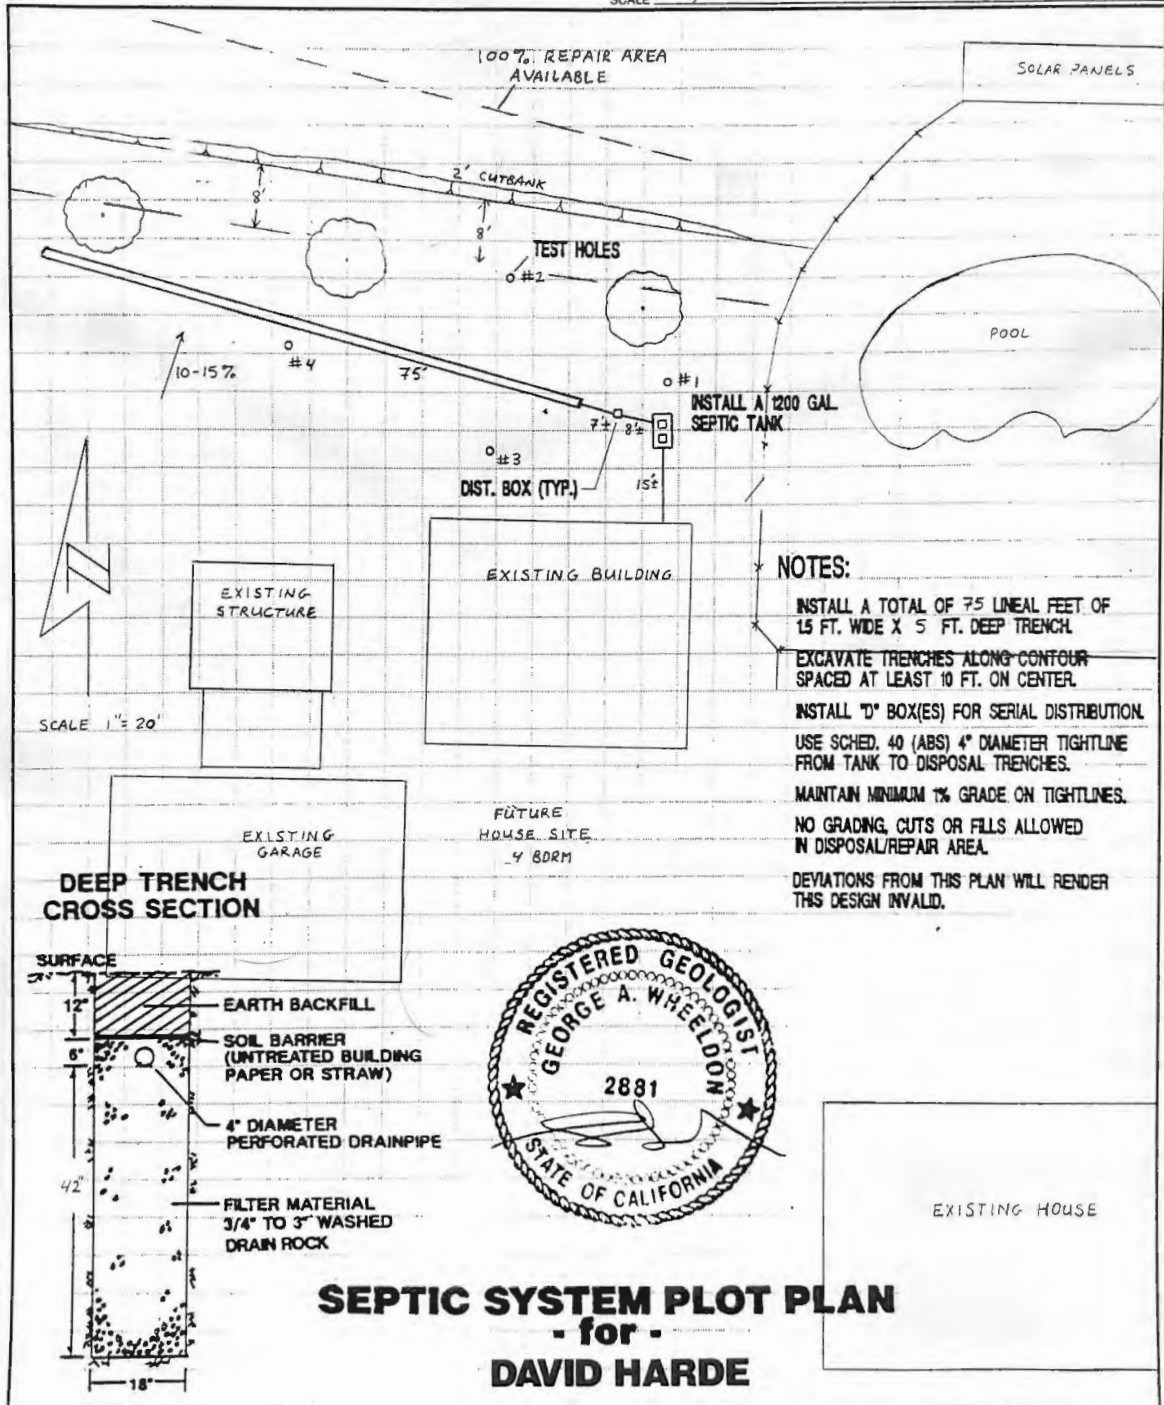 SCALE
100% REPAIR AREA
AVAILABLE
SOLAR PANELS
2' CUTBANK
8'
8'
TEST HOLES
#2
POOL
10-15%
#4
75'
#1
INSTALL A 1200 GAL.
SEPTIC TANK
7'±
8'±
#3
DIST. BOX (TYP.)
15'±
EXISTING BUILDING
EXISTING
STRUCTURE
N
SCALE 1"=20'
NOTES:
INSTALL A TOTAL OF 75 LINEAL FEET OF
1.5 FT. WIDE X 5 FT. DEEP TRENCH.
EXCAVATE TRENCHES ALONG CONTOUR
SPACED AT LEAST 10 FT. ON CENTER.
INSTALL "D" BOX(ES) FOR SERIAL DISTRIBUTION.
USE SCHED. 40 (ABS) 4" DIAMETER TIGHTLINE
FROM TANK TO DISPOSAL TRENCHES.
MAINTAIN MINIMUM 1% GRADE ON TIGHTLINES.
NO GRADING, CUTS OR FILLS ALLOWED
IN DISPOSAL/REPAIR AREA.
DEVIATIONS FROM THIS PLAN WILL RENDER
THIS DESIGN INVALID.
EXISTING
GARAGE
FUTURE
HOUSE SITE
4 BDRM
DEEP TRENCH
CROSS SECTION
SURFACE
12"
EARTH BACKFILL
SOIL BARRIER
(UNTREATED BUILDING
PAPER OR STRAW)
6"
4" DIAMETER
PERFORATED DRAINPIPE
42"
FILTER MATERIAL
3/4" TO 3" WASHED
DRAIN ROCK
18"
REGISTERED GEOLOGIST
GEORGE A. WHEELDON
2881
STATE OF CALIFORNIA
EXISTING HOUSE
SEPTIC SYSTEM PLOT PLAN
- for -
DAVID HARDE